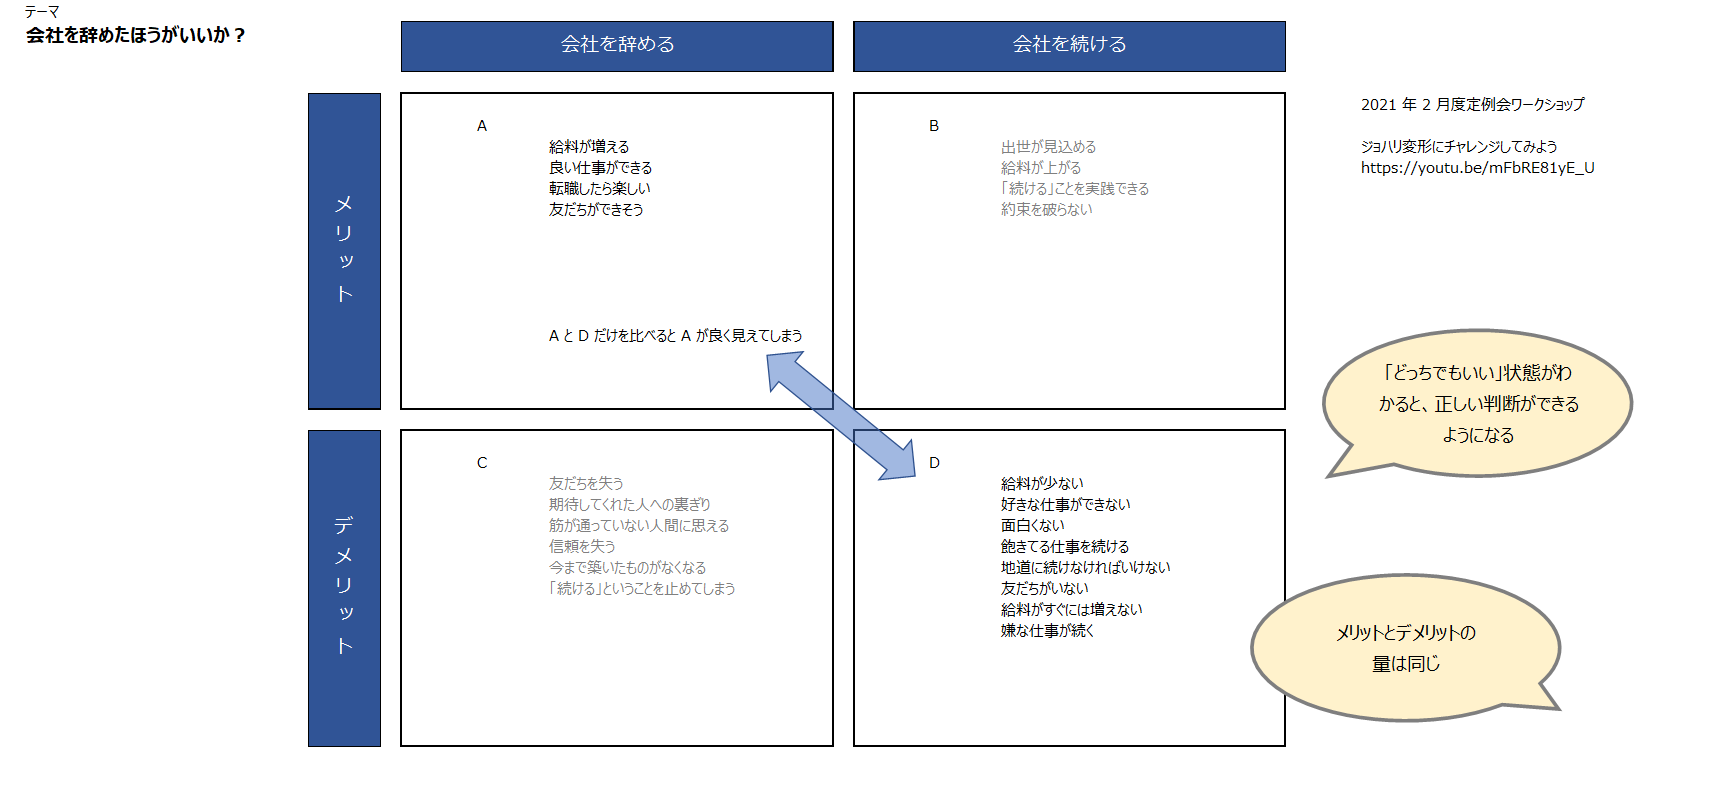 テーマ
会社を辞めたほうがいいか？
会社を辞める
会社を続ける
メリット
A
給料が増える
良い仕事ができる
転職したら楽しい
友だちができそう
A と D だけを比べると A が良く見えてしまう
B
出世が見込める
給料が上がる
「続ける」ことを実践できる
約束を破らない
2021 年 2 月度定例会ワークショップ
ジョハリ変形にチャレンジしてみよう
https://youtu.be/mFbRE81yE_U
「どっちでもいい」状態がわ
かると、正しい判断ができる
ようになる
デメリット
C
友だちを失う
期待してくれた人への裏ぎり
筋が通っていない人間に思える
信頼を失う
今まで築いたものがなくなる
「続ける」ということを止めてしまう
D
給料が少ない
好きな仕事ができない
面白くない
飽きてる仕事を続ける
地道に続けなければいけない
友だちがいない
給料がすぐには増えない
嫌な仕事が続く
メリットとデメリットの
量は同じ